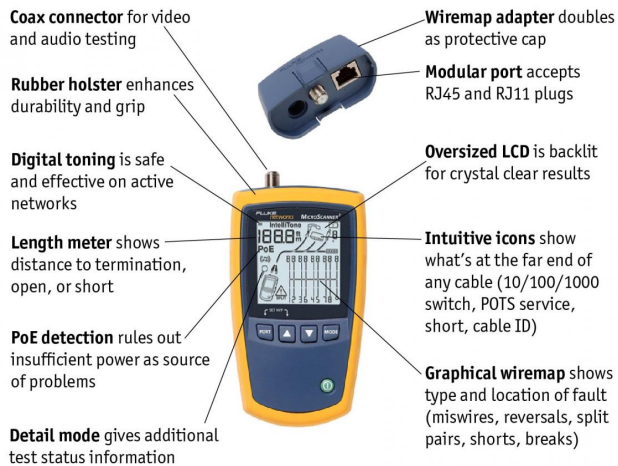 Coax connector for video
and audio testing
Rubber holster enhances
durability and grip
Digital toning is safe
and effective on active
networks
Length meter shows
distance to termination,
open, or short
PoE detection rules out
insufficient power as source
of problems
Detail mode gives additional
test status information
Wiremap adapter doubles
as protective cap
Modular port accepts
RJ45 and RJ11 plugs
Oversized LCD is backlit
for crystal clear results
Intuitive icons show
what's at the far end of
any cable (10/100/1000
switch, POTS service,
short, cable ID)
Graphical wiremap shows
type and location of fault
(miswires, reversals, split
pairs, shorts, breaks)
FLUKE
networks MICROSCANNER²
IntelliTone
188.8
PoE
SETUP
PORT MODE